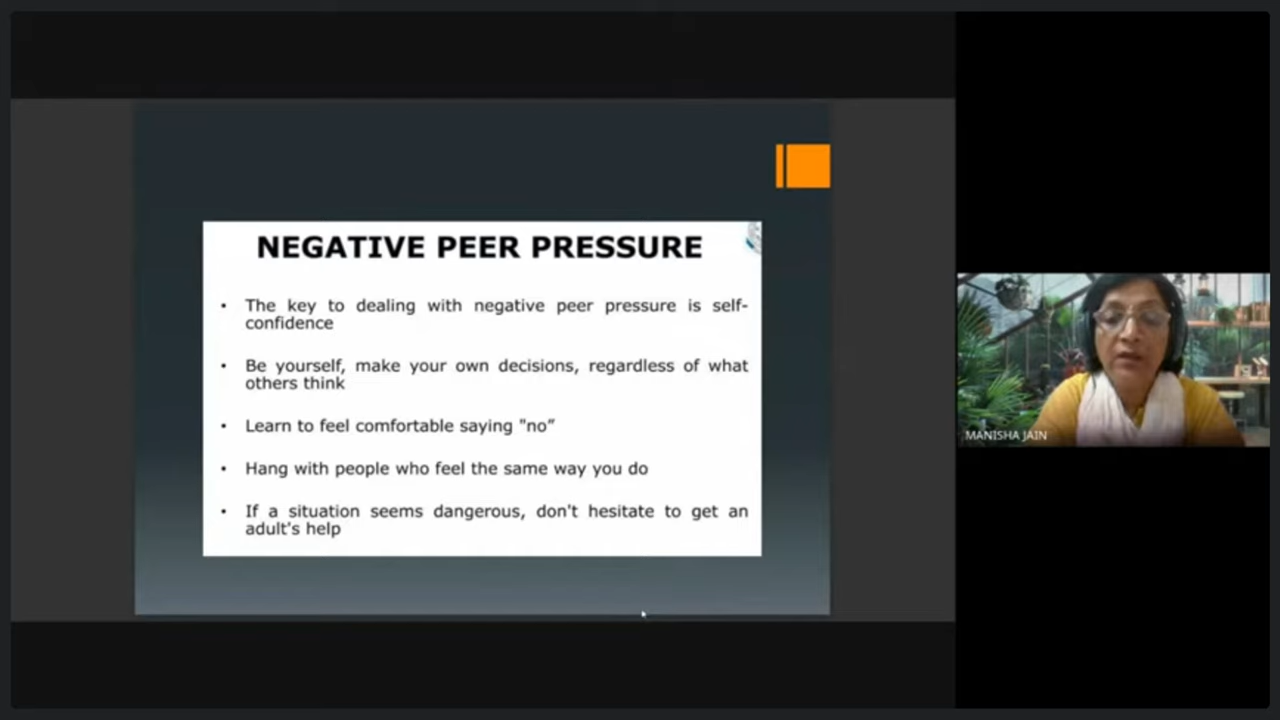 NEGATIVE PEER PRESSURE
• The key to dealing with negative peer pressure is self-
confidence
• Be yourself, make your own decisions, regardless of what
others think
• Learn to feel comfortable saying "no”
• Hang with people who feel the same way you do
• If a situation seems dangerous, don't hesitate to get an
adult's help
MANISHA JAIN